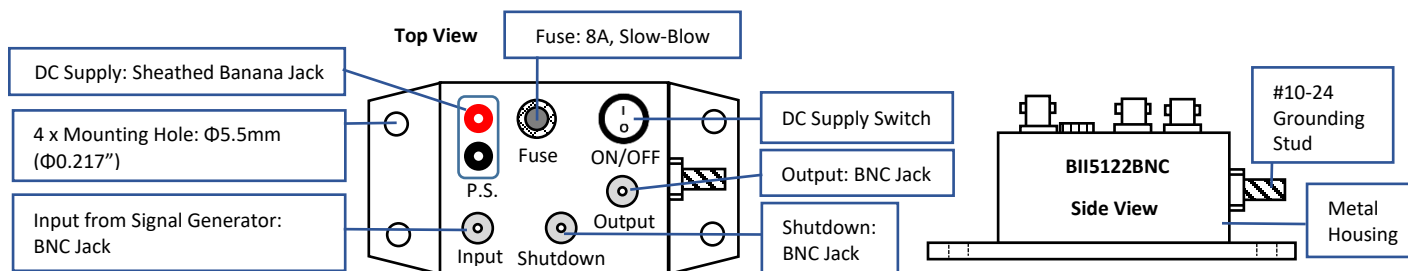 Top View
Fuse: 8A, Slow-Blow
DC Supply: Sheathed Banana Jack
4 x Mounting Hole: Φ5.5mm
(Φ0.217”)
Input from Signal Generator:
BNC Jack
P.S.
Fuse
I
O
ON/OFF
Output
Input
Shutdown
DC Supply Switch
Output: BNC Jack
Shutdown:
BNC Jack
BII5122BNC
Side View
#10-24
Grounding
Stud
Metal
Housing